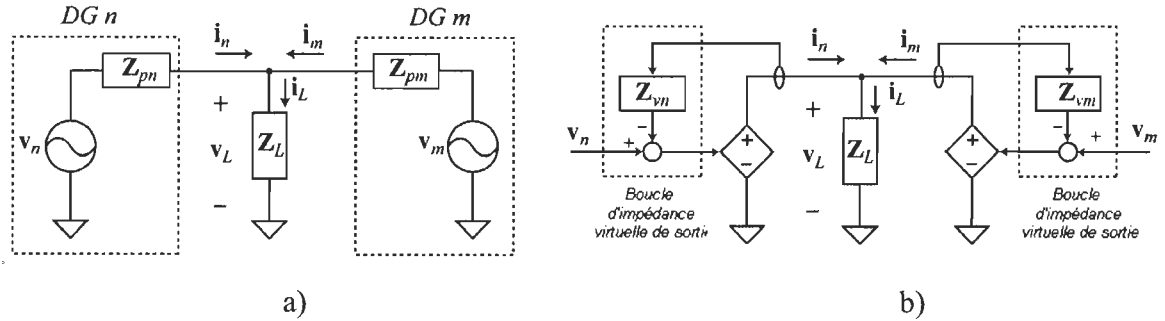 DG n
DG m
i_n
i_m
Z_pn
Z_pm
i_L
+
v_n
v_L
Z_L
v_m
−
a)
i_n
i_m
Z_vn
Z_vm
i_L
+
v_n
−
+
+
−
v_L
Z_L
+
−
−
+
v_m
−
Boucle
d'impédance
virtuelle de sortie
Boucle
d'impédance
virtuelle de sortie
b)